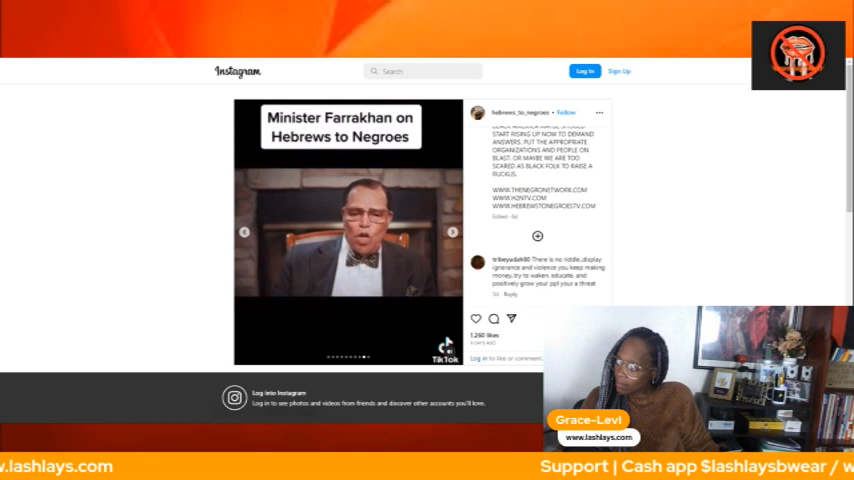 Instagram
Search
Log In
Sign Up
Minister Farrakhan on
Hebrews to Negroes
hebrews_to_negroes • Follow
START RISING UP NOW TO DEMAND
ANSWERS. PUT THE APPROPRIATE
ORGANIZATIONS AND PEOPLE ON
BLAST. OR MAYBE WE ARE TOO
SCARED AS BLACK FOLK TO RAISE A
RUCKUS.
WWW.THENEGRONETWORK.COM
WWW.H2NTV.COM
WWW.HEBREWSTONEGROESTV.COM
Edited
tribeyadah80 There is no riddle..display
ignorance and violence you keep making
money..try to waken, educate, and
positively grow your ppl your a threat
Reply
1,260 likes
DAYS AGO
Log in to like or comment.
TikTok
Log into Instagram
Log in to see photos and videos from friends and discover other accounts you'll love.
Grace-Levi
www.lashlays.com
w.lashlays.com
Support | Cash app $lashlaysbwear / w